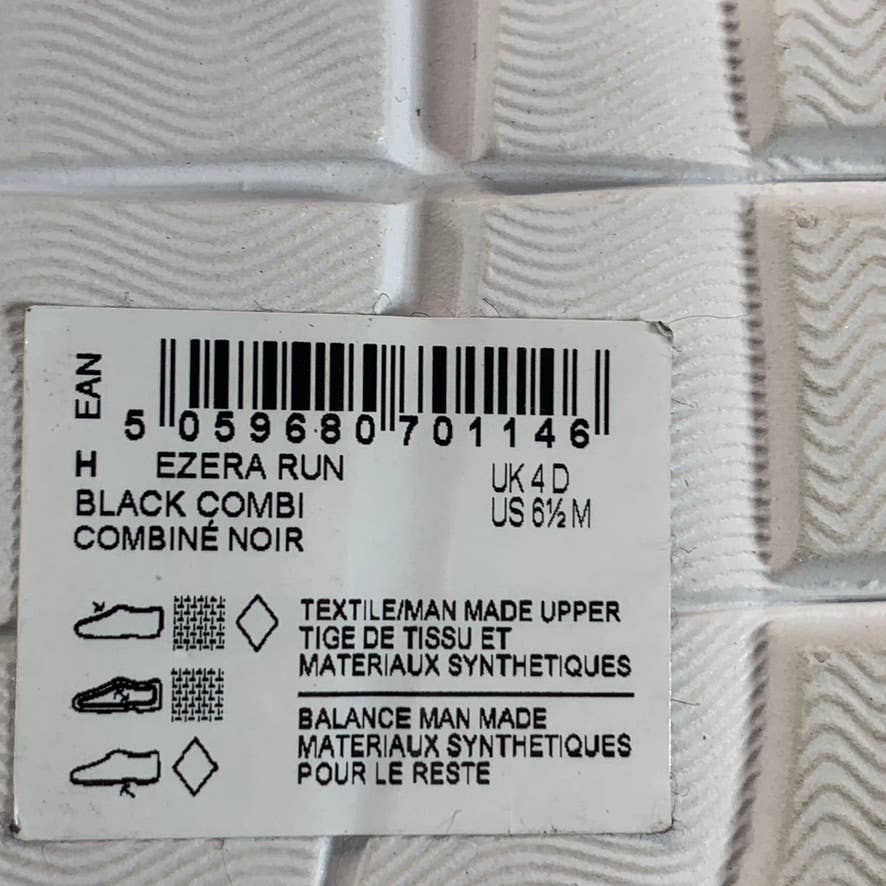 EAN
5 059680 701146
H EZERA RUN
BLACK COMBI
COMBINÉ NOIR
UK 4 D
US 6½ M
TEXTILE/MAN MADE UPPER
TIGE DE TISSU ET
MATERIAUX SYNTHETIQUES
BALANCE MAN MADE
MATERIAUX SYNTHETIQUES
POUR LE RESTE